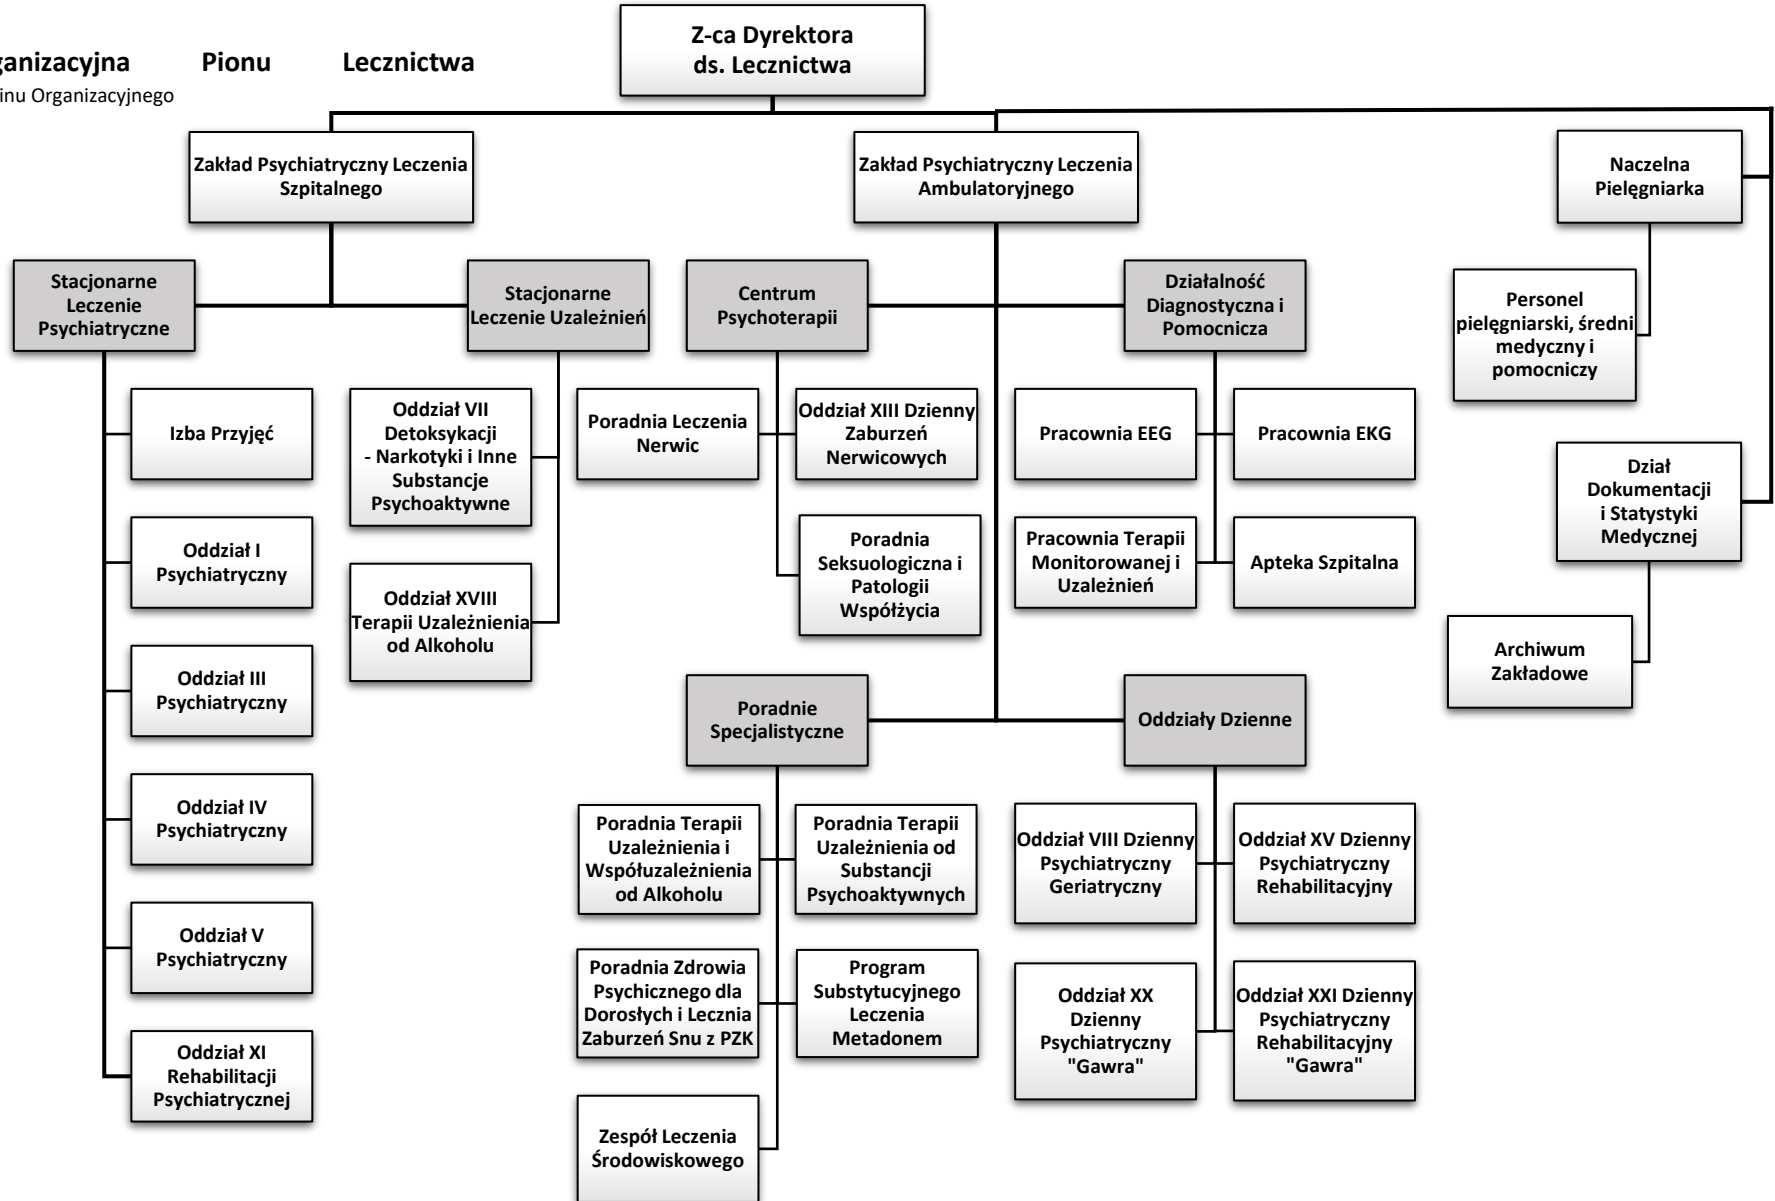 Z-ca Dyrektora
ds. Lecznictwa
ganizacyjna Pionu Lecznictwa
inu Organizacyjnego
Zakład Psychiatryczny Leczenia
Szpitalnego
Zakład Psychiatryczny Leczenia
Ambulatoryjnego
Naczelna
Pielęgniarka
Stacjonarne
Leczenie
Psychiatryczne
Stacjonarne
Leczenie Uzależnień
Centrum
Psychoterapii
Działalność
Diagnostyczna i
Pomocnicza
Personel
pielęgniarski, średni
medyczny i
pomocniczy
Izba Przyjęć
Oddział VII
Detoksykacji
- Narkotyki i Inne
Substancje
Psychoaktywne
Poradnia Leczenia
Nerwic
Oddział XIII Dzienny
Zaburzeń
Nerwicowych
Pracownia EEG
Pracownia EKG
Dział
Dokumentacji
i Statystyki
Medycznej
Oddział I
Psychiatryczny
Oddział XVIII
Terapii Uzależnienia
od Alkoholu
Poradnia
Seksuologiczna i
Patologii
Współżycia
Pracownia Terapii
Monitorowanej i
Uzależnień
Apteka Szpitalna
Archiwum
Zakładowe
Oddział III
Psychiatryczny
Poradnie
Specjalistyczne
Oddziały Dzienne
Oddział IV
Psychiatryczny
Poradnia Terapii
Uzależnienia i
Współuzależnienia
od Alkoholu
Poradnia Terapii
Uzależnienia od
Substancji
Psychoaktywnych
Oddział VIII Dzienny
Psychiatryczny
Geriatryczny
Oddział XV Dzienny
Psychiatryczny
Rehabilitacyjny
Oddział V
Psychiatryczny
Poradnia Zdrowia
Psychicznego dla
Dorosłych i Lecznia
Zaburzeń Snu z PZK
Program
Substytucyjnego
Leczenia
Metadonem
Oddział XX
Dzienny
Psychiatryczny
"Gawra"
Oddział XXI Dzienny
Psychiatryczny
Rehabilitacyjny
"Gawra"
Oddział XI
Rehabilitacji
Psychiatrycznej
Zespół Leczenia
Środowiskowego